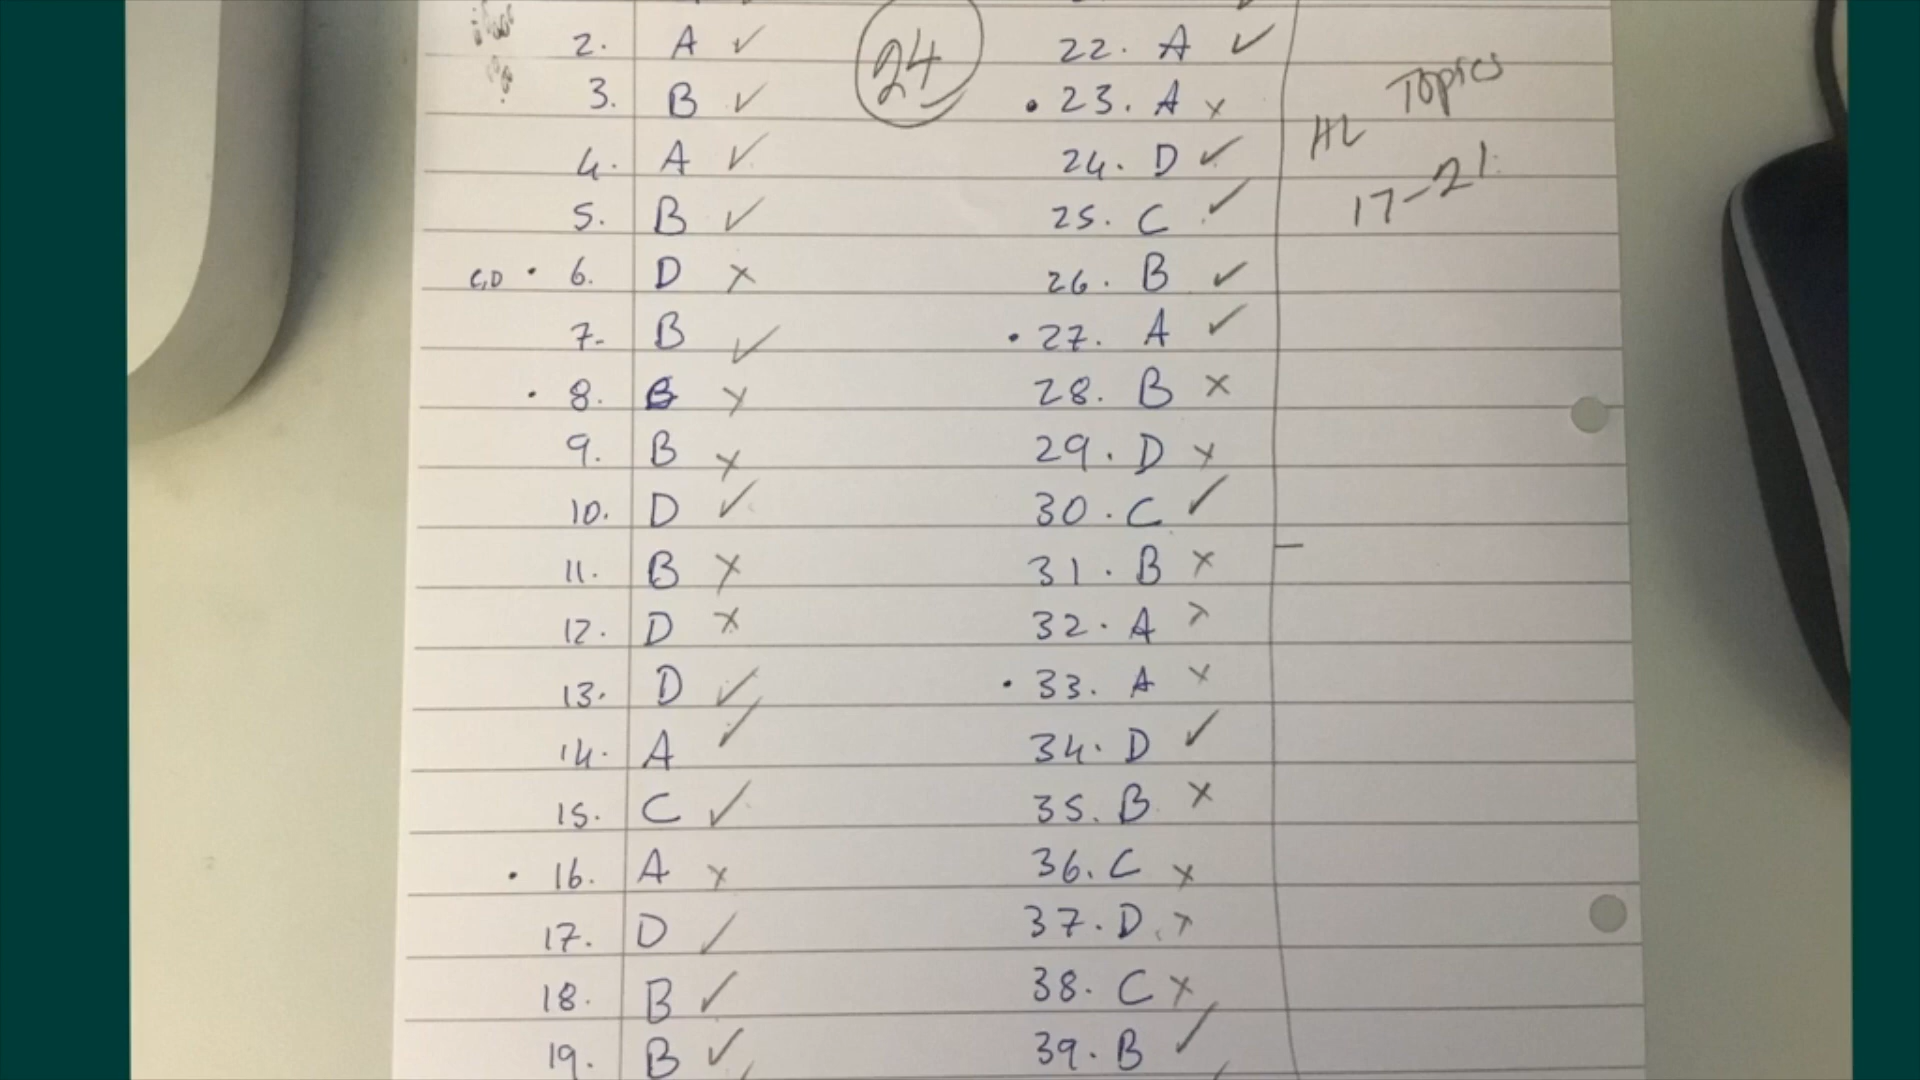 2. A ✓
3. B ✓
4. A ✓
5. B ✓
C,D • 6. D ×
7. B ✓
• 8. B ×
9. B ×
10. D ✓
11. B ×
12. D ×
13. D ✓
14. A ✓
15. C ✓
• 16. A ×
17. D ✓
18. B ✓
19. B ✓
24
22. A ✓
• 23. A ×
24. D ✓
25. C ✓
26. B ✓
• 27. A ✓
28. B ×
29. D ×
30. C ✓
31. B ×
32. A ×
• 33. A ×
34. D ✓
35. B ×
36. C ×
37. D ×
38. C ×
39. B ✓
Topics
HL
17-21.